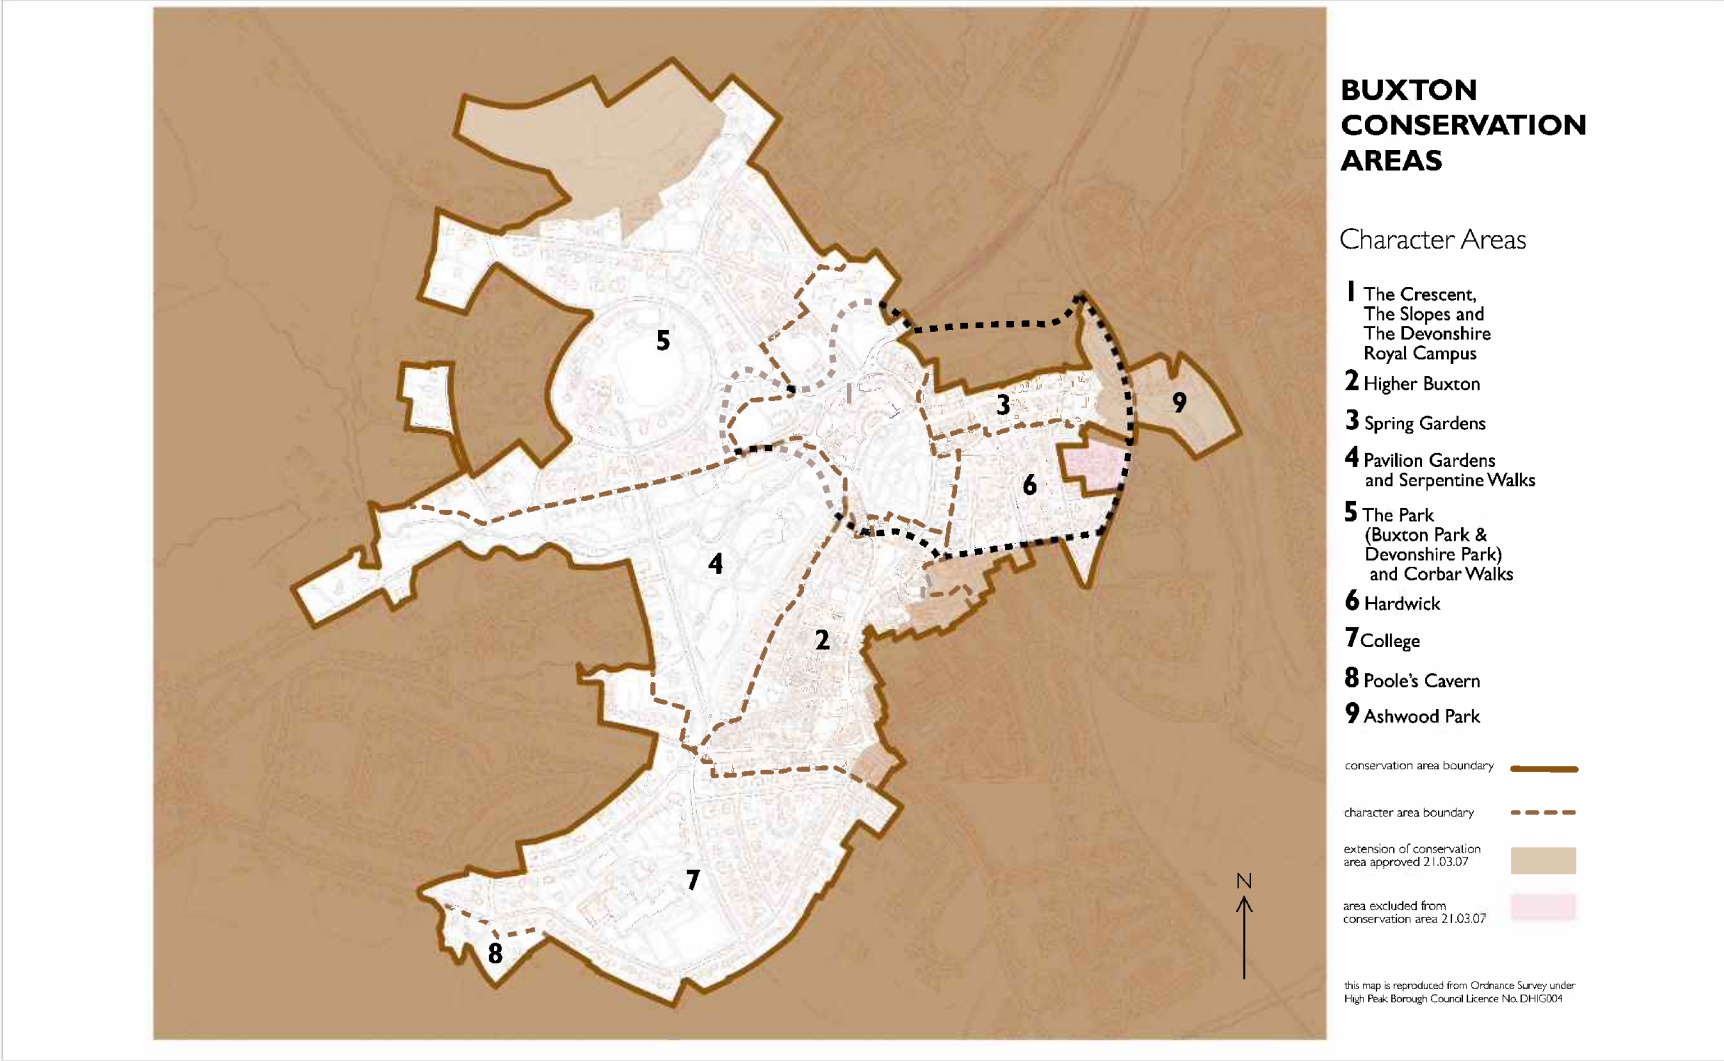 BUXTON
CONSERVATION
AREAS
Character Areas
1 The Crescent,
The Slopes and
The Devonshire
Royal Campus
2 Higher Buxton
3 Spring Gardens
4 Pavilion Gardens
and Serpentine Walks
5 The Park
(Buxton Park &
Devonshire Park)
and Corbar Walks
6 Hardwick
7 College
8 Poole's Cavern
9 Ashwood Park
conservation area boundary
character area boundary
extension of conservation
area approved 21.03.07
area excluded from
conservation area 21.03.07
this map is reproduced from Ordnance Survey under
High Peak Borough Council Licence No. DHIG004
N
5
1
3
9
6
4
2
7
8